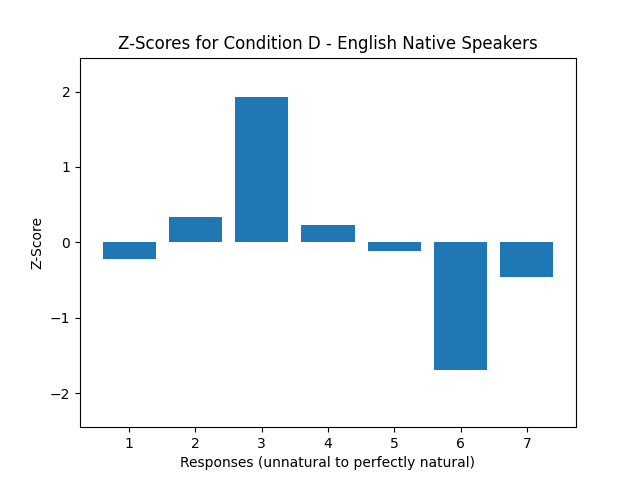 Z-Scores for Condition D - English Native Speakers
2
1
0
−1
−2
Z-Score
1 2 3 4 5 6 7
Responses (unnatural to perfectly natural)